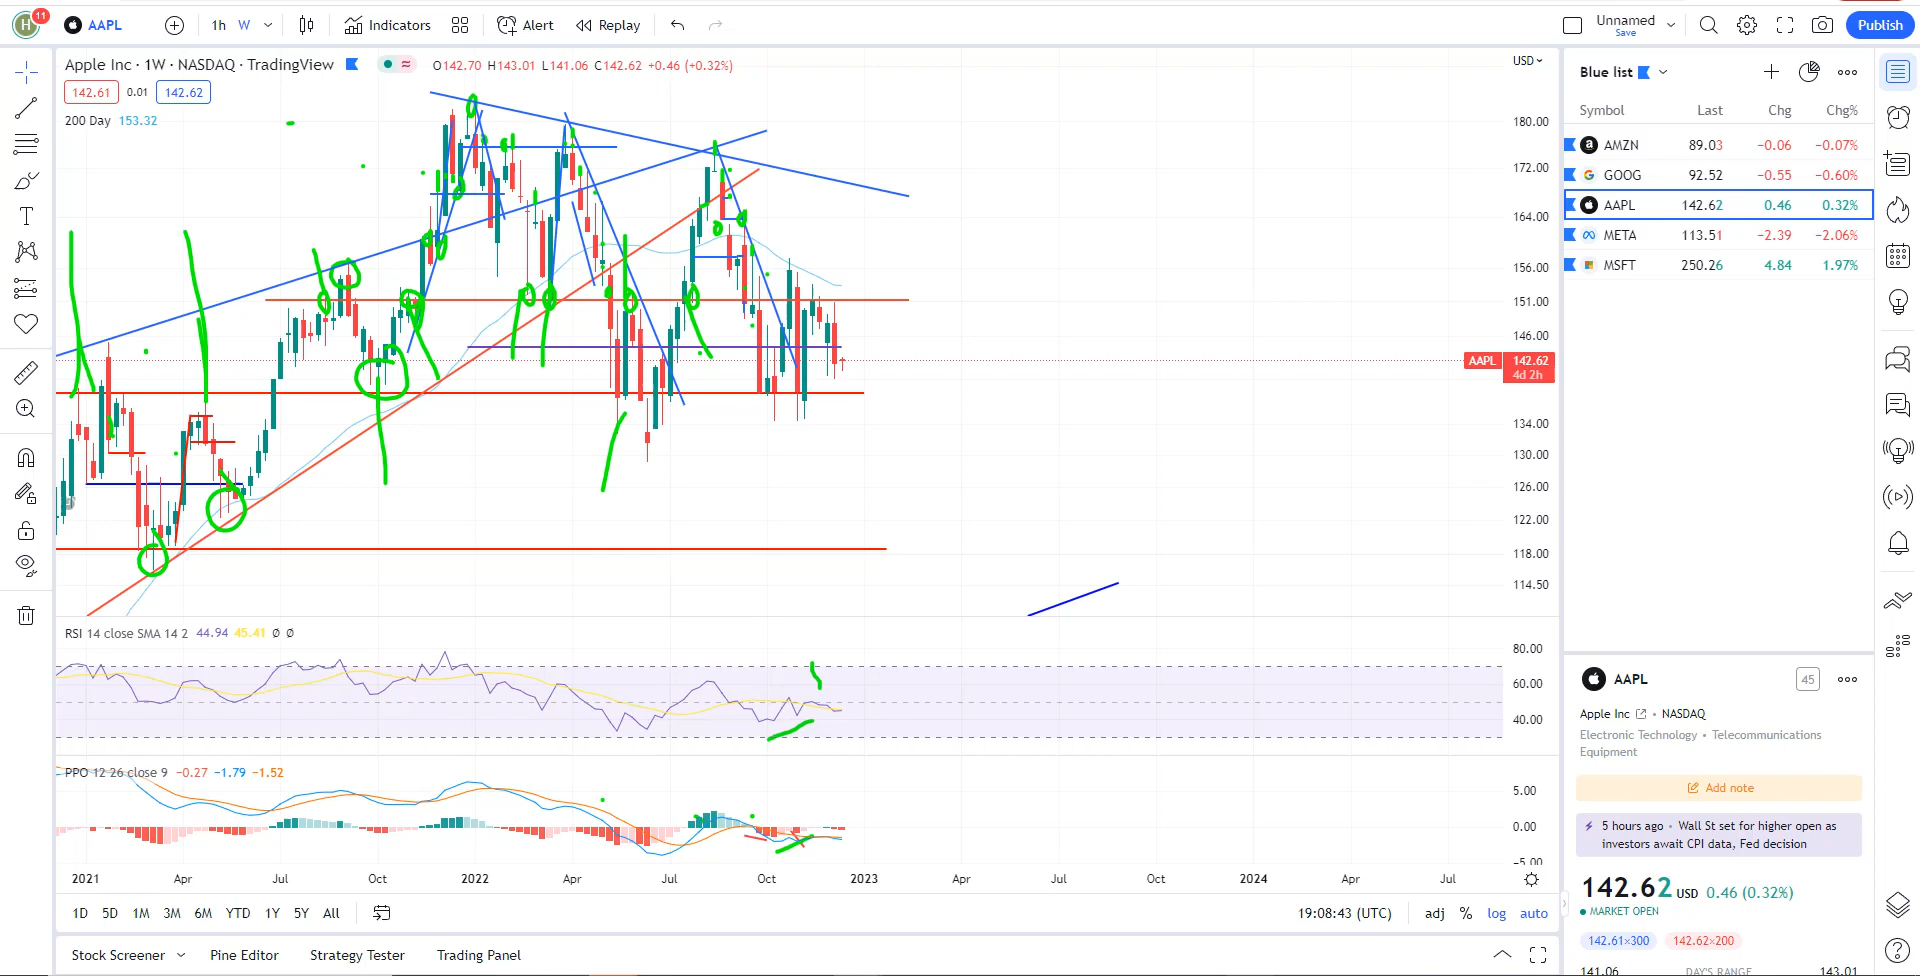 H 11 AAPL 1h W Indicators Alert Replay Unnamed Save Publish
Apple Inc · 1W · NASDAQ · TradingView O142.70 H143.01 L141.06 C142.62 +0.46 (+0.32%)
142.61 0.01 142.62
200 Day 153.32
USD
180.00
172.00
164.00
156.00
151.00
146.00
AAPL 142.62
4d 2h
134.00
130.00
126.00
122.00
118.00
114.50
RSI 14 close SMA 14 2 44.94 45.41 Ø Ø
80.00
60.00
40.00
PPO 12 26 close 9 −0.27 −1.79 −1.52
5.00
0.00
−5.00
2021 Apr Jul Oct 2022 Apr Jul Oct 2023 Apr Jul Oct 2024 Apr Jul
1D 5D 1M 3M 6M YTD 1Y 5Y All 19:08:43 (UTC) adj % log auto
Stock Screener Pine Editor Strategy Tester Trading Panel
Blue list
Symbol Last Chg Chg%
AMZN 89.03 −0.06 −0.07%
GOOG 92.52 −0.55 −0.60%
AAPL 142.62 0.46 0.32%
META 113.51 −2.39 −2.06%
MSFT 250.26 4.84 1.97%
AAPL 45
Apple Inc • NASDAQ
Electronic Technology • Telecommunications
Equipment
Add note
5 hours ago • Wall St set for higher open as
investors await CPI data, Fed decision
142.62 USD 0.46 (0.32%)
MARKET OPEN
142.61×300 142.62×200
141.06 DAY'S RANGE 143.01